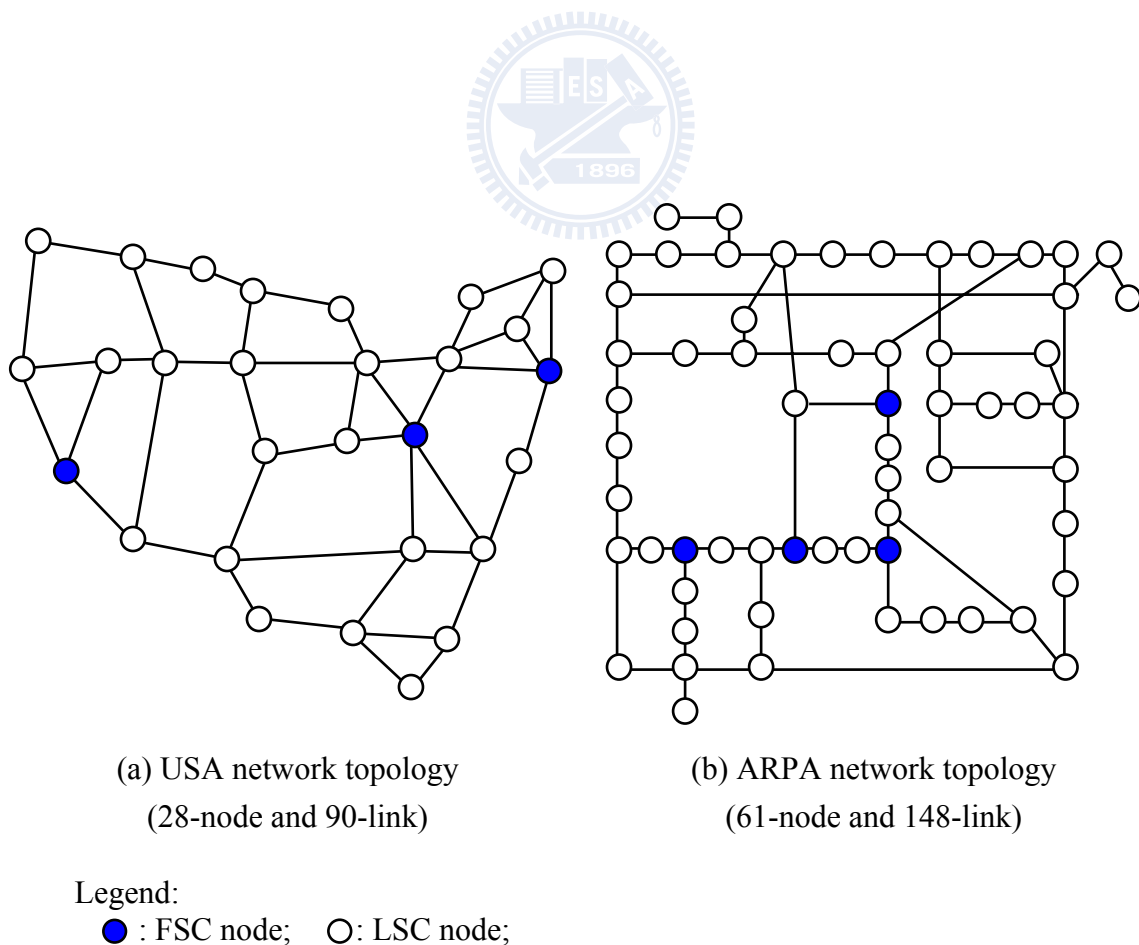 E S A
1896
(a) USA network topology
(28-node and 90-link)
(b) ARPA network topology
(61-node and 148-link)
Legend:
: FSC node; : LSC node;